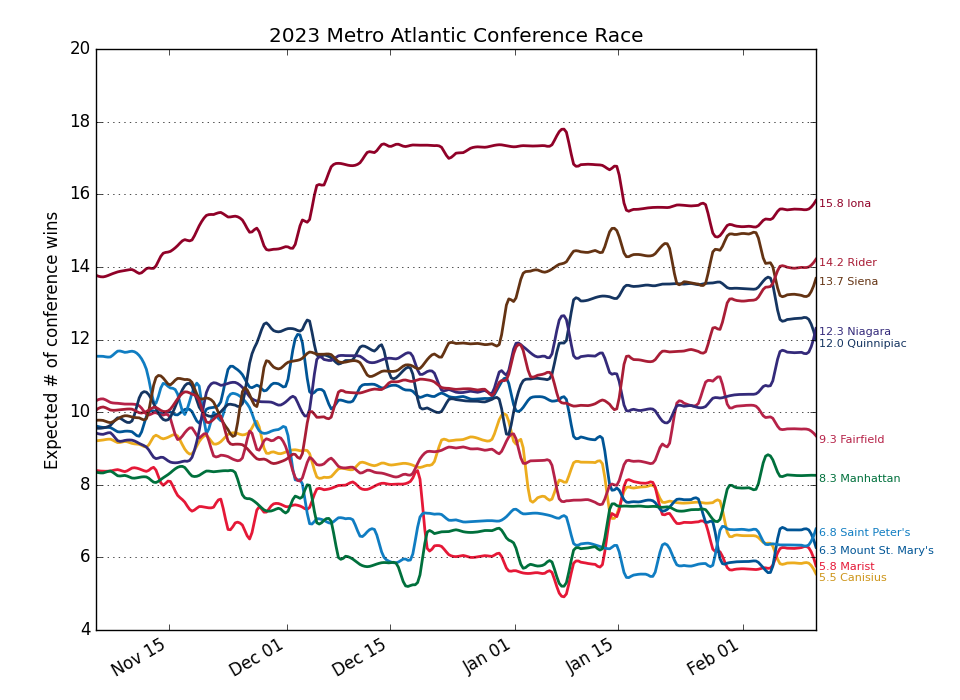 2023 Metro Atlantic Conference Race
Expected # of conference wins
20
18
16
14
12
10
8
6
4
Nov 15
Dec 01
Dec 15
Jan 01
Jan 15
Feb 01
15.8 Iona
14.2 Rider
13.7 Siena
12.3 Niagara
12.0 Quinnipiac
9.3 Fairfield
8.3 Manhattan
6.8 Saint Peter's
6.3 Mount St. Mary's
5.8 Marist
5.5 Canisius